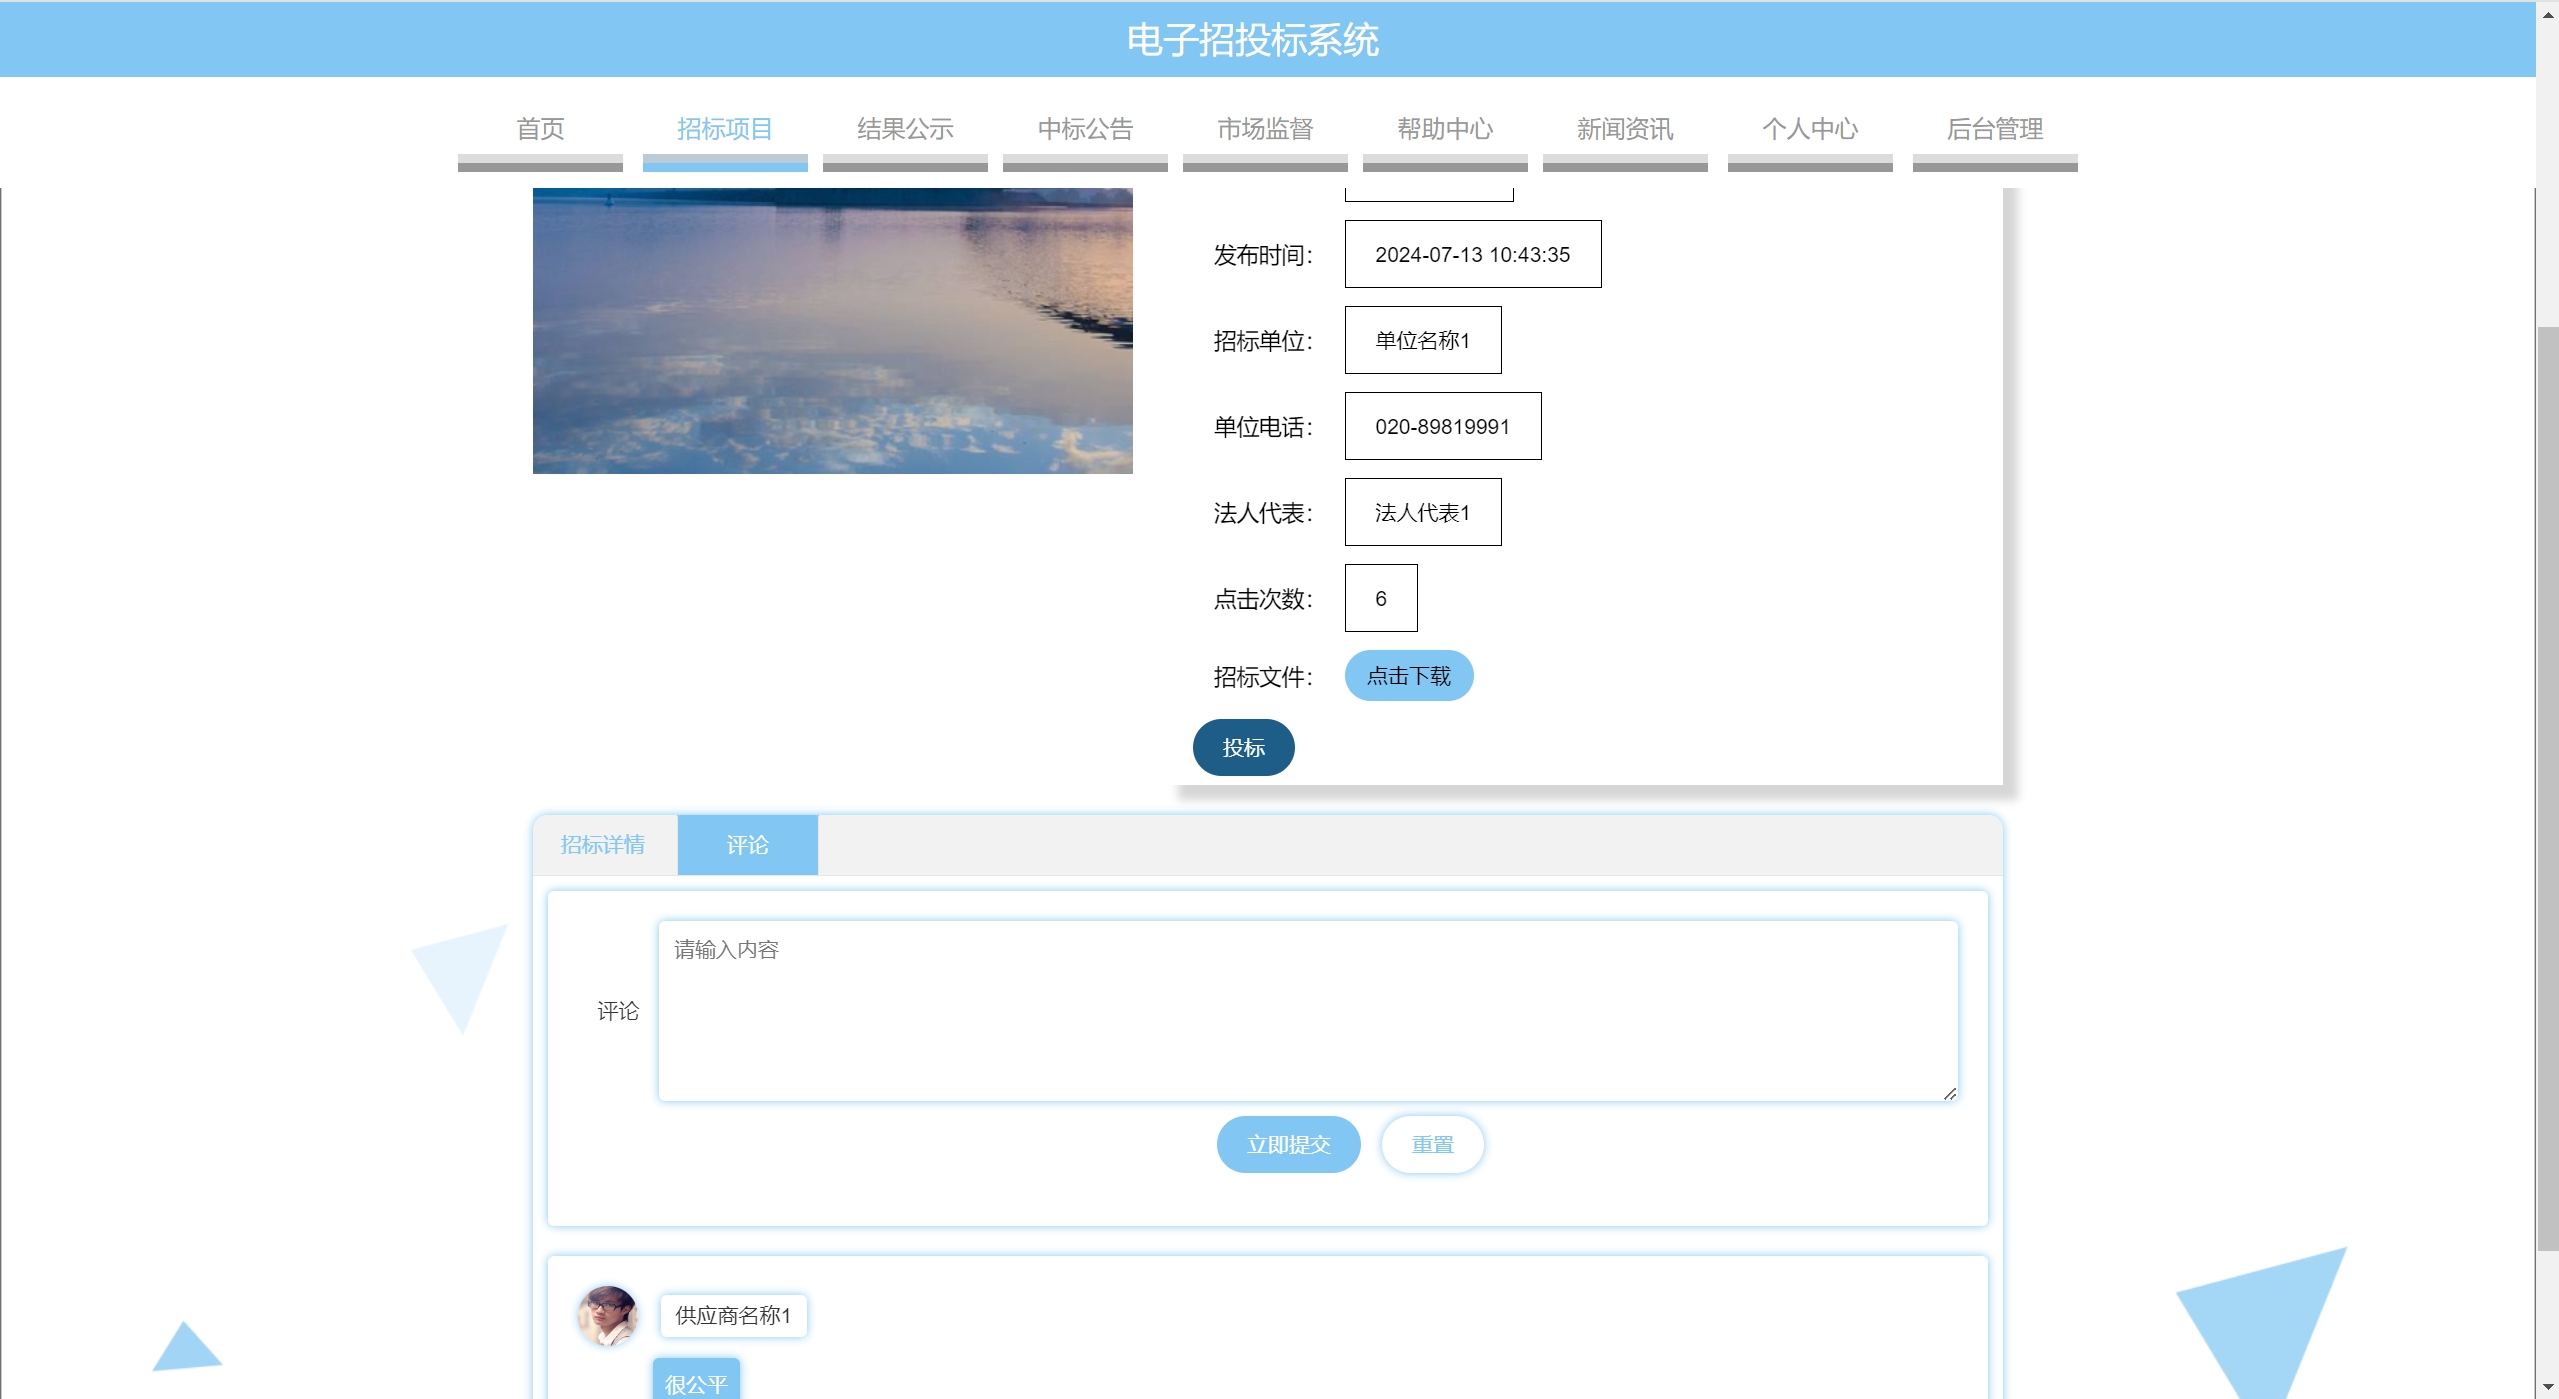 电子招投标系统
首页
招标项目
结果公示
中标公告
市场监督
帮助中心
新闻资讯
个人中心
后台管理
发布时间: 2024-07-13 10:43:35
招标单位: 单位名称1
单位电话: 020-89819991
法人代表: 法人代表1
点击次数: 6
招标文件: 点击下载
投标
招标详情
评论
请输入内容
评论
立即提交
重置
供应商名称1
很公平